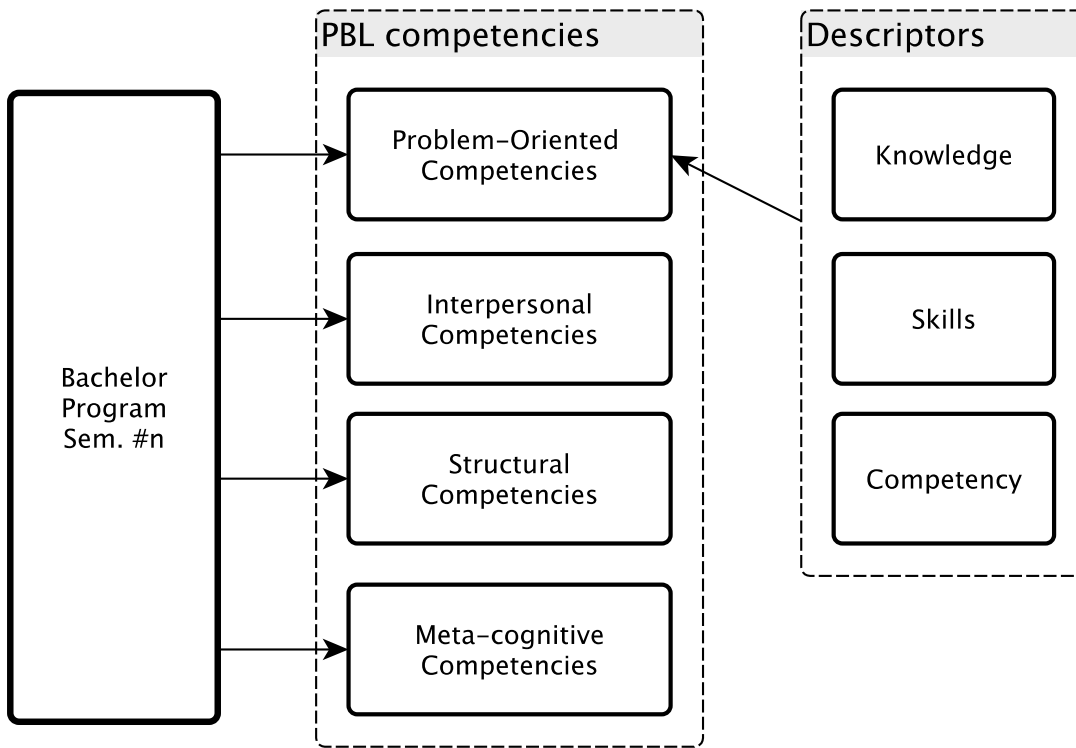 PBL competencies
Descriptors
Bachelor
Program
Sem. #n
Problem-Oriented
Competencies
Interpersonal
Competencies
Structural
Competencies
Meta-cognitive
Competencies
Knowledge
Skills
Competency